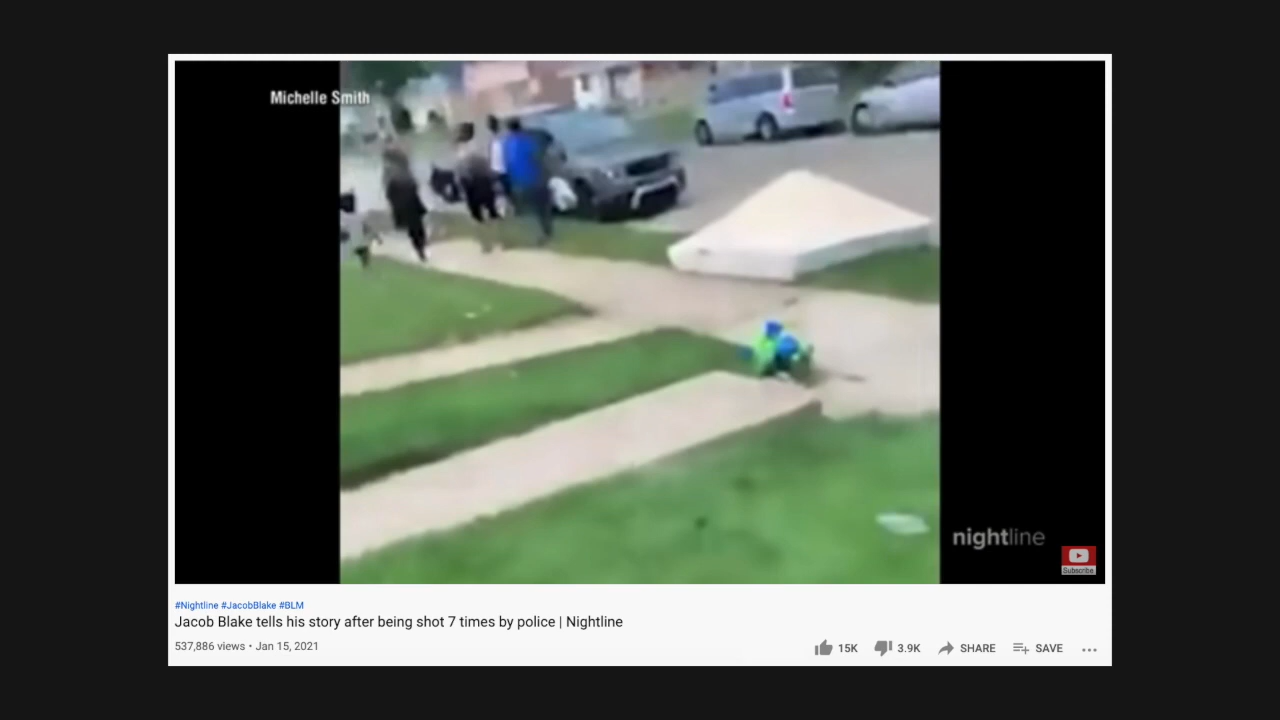 Michelle Smith
nightline
Subscribe
#Nightline #JacobBlake #BLM
Jacob Blake tells his story after being shot 7 times by police | Nightline
537,886 views • Jan 15, 2021
15K 3.9K SHARE SAVE